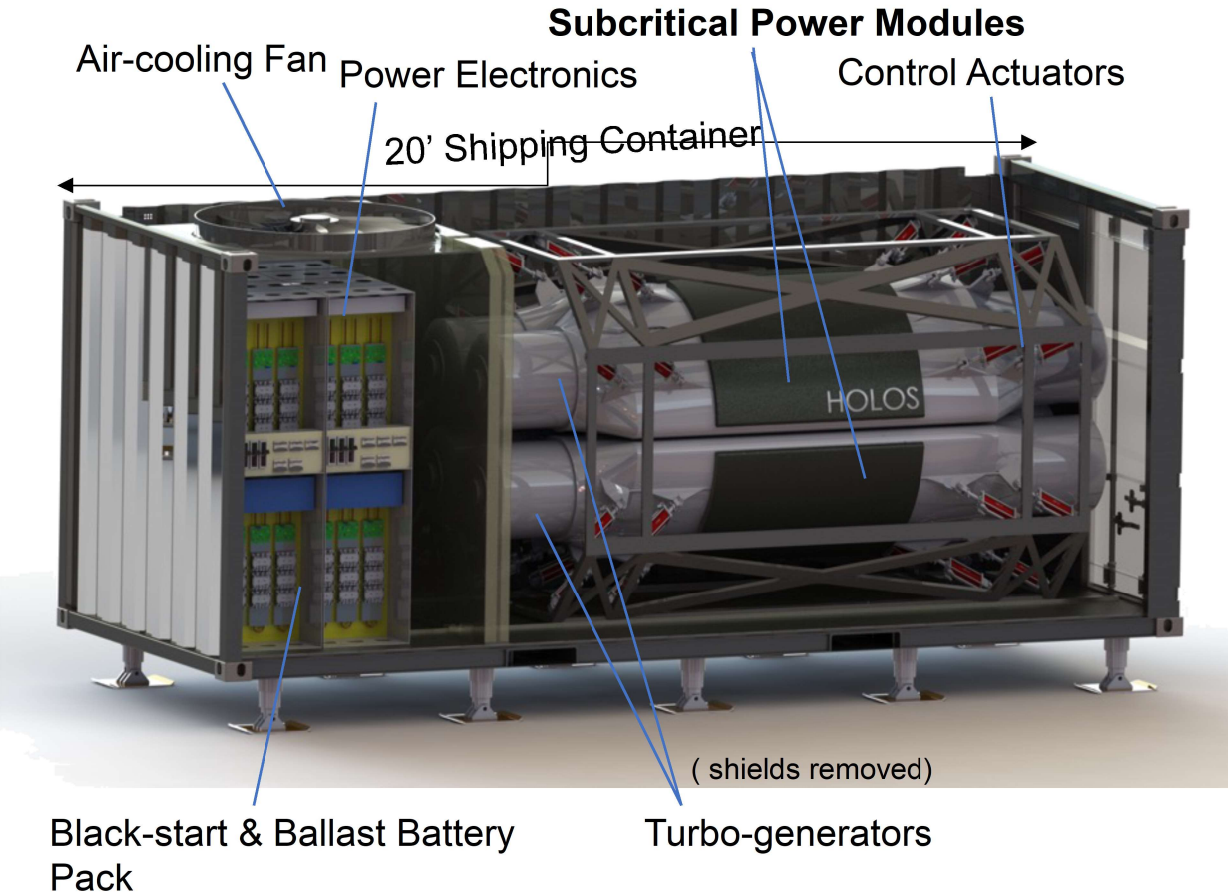 Subcritical Power Modules
Air-cooling Fan
Power Electronics
Control Actuators
20’ Shipping Container
HOLOS
( shields removed)
Black-start & Ballast Battery
Pack
Turbo-generators